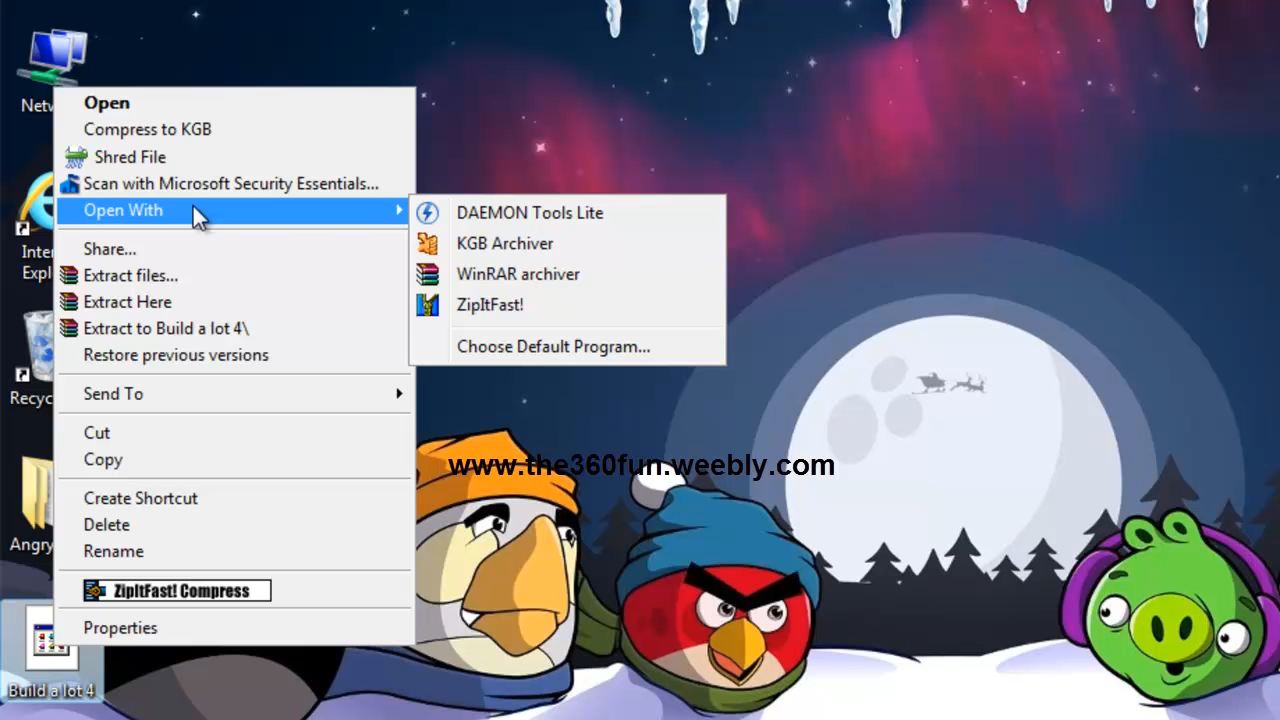 Netw
Open
Compress to KGB
Shred File
Scan with Microsoft Security Essentials...
Open With
Share...
Extract files...
Extract Here
Extract to Build a lot 4\
Restore previous versions
Send To
Cut
Copy
Create Shortcut
Delete
Rename
ZipItFast! Compress
Properties
DAEMON Tools Lite
KGB Archiver
WinRAR archiver
ZipItFast!
Choose Default Program...
Inter
Expl
Recyc
Angry
Build a lot 4
www.the360fun.weebly.com